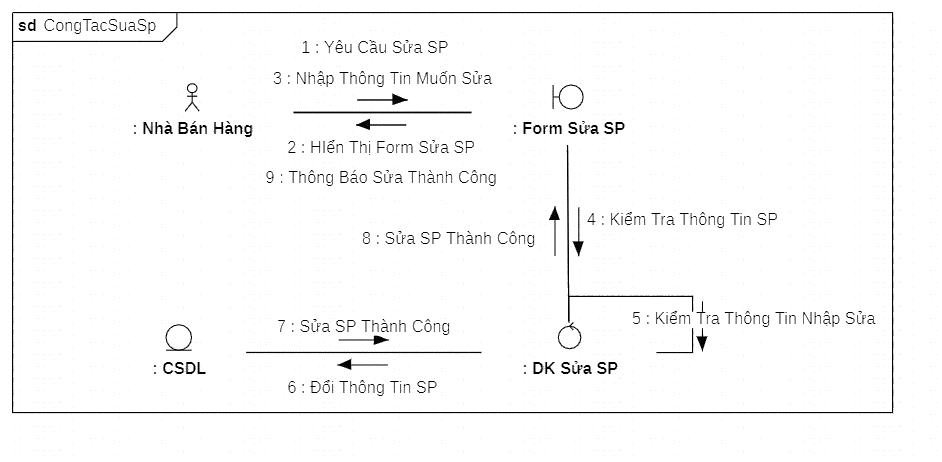 sd CongTacSuaSp
1 : Yêu Cầu Sửa SP
3 : Nhập Thông Tin Muốn Sửa
: Nhà Bán Hàng
: Form Sửa SP
2 : HIển Thị Form Sửa SP
9 : Thông Báo Sửa Thành Công
4 : Kiểm Tra Thông Tin SP
8 : Sửa SP Thành Công
5 : Kiểm Tra Thông Tin Nhập Sửa
7 : Sửa SP Thành Công
: CSDL
: DK Sửa SP
6 : Đổi Thông Tin SP